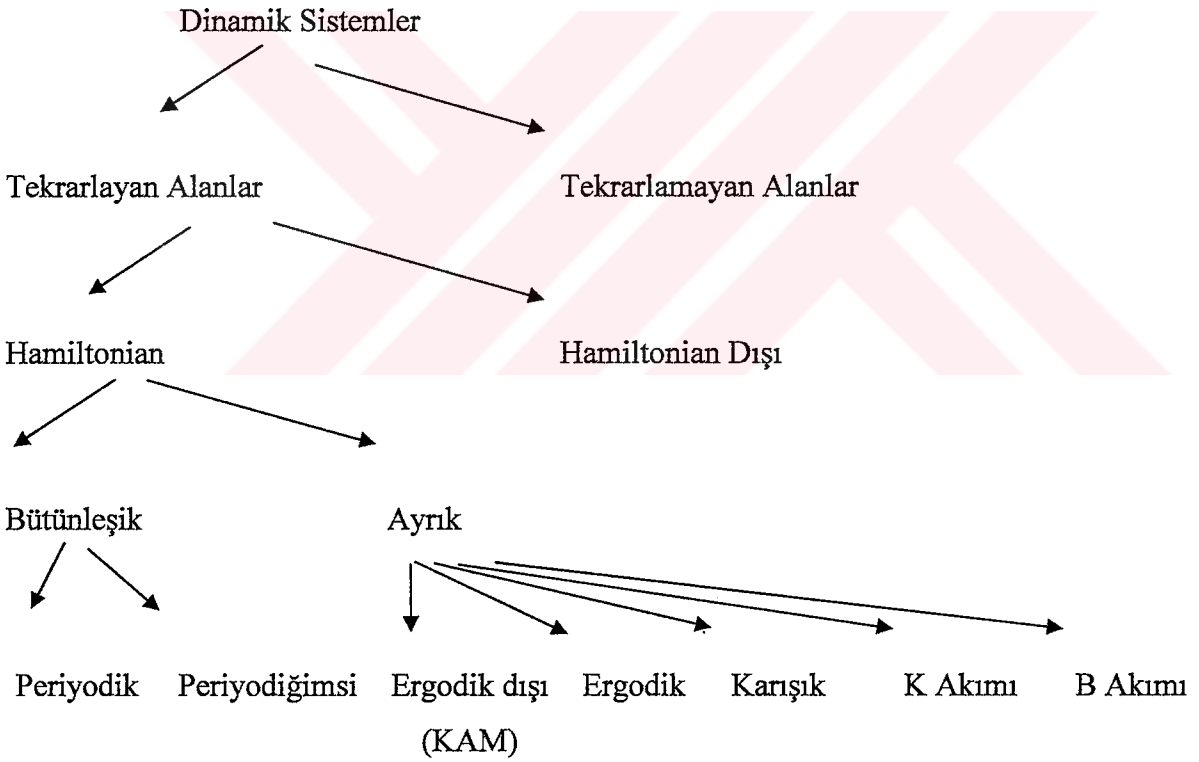 Dinamik Sistemler
Tekrarlayan Alanlar Tekrarlamayan Alanlar
Hamiltonian Hamiltonian Dışı
Bütünleşik Ayrık
Periyodik Periyodiğimsi Ergodik dışı Ergodik Karışık K Akımı B Akımı
(KAM)